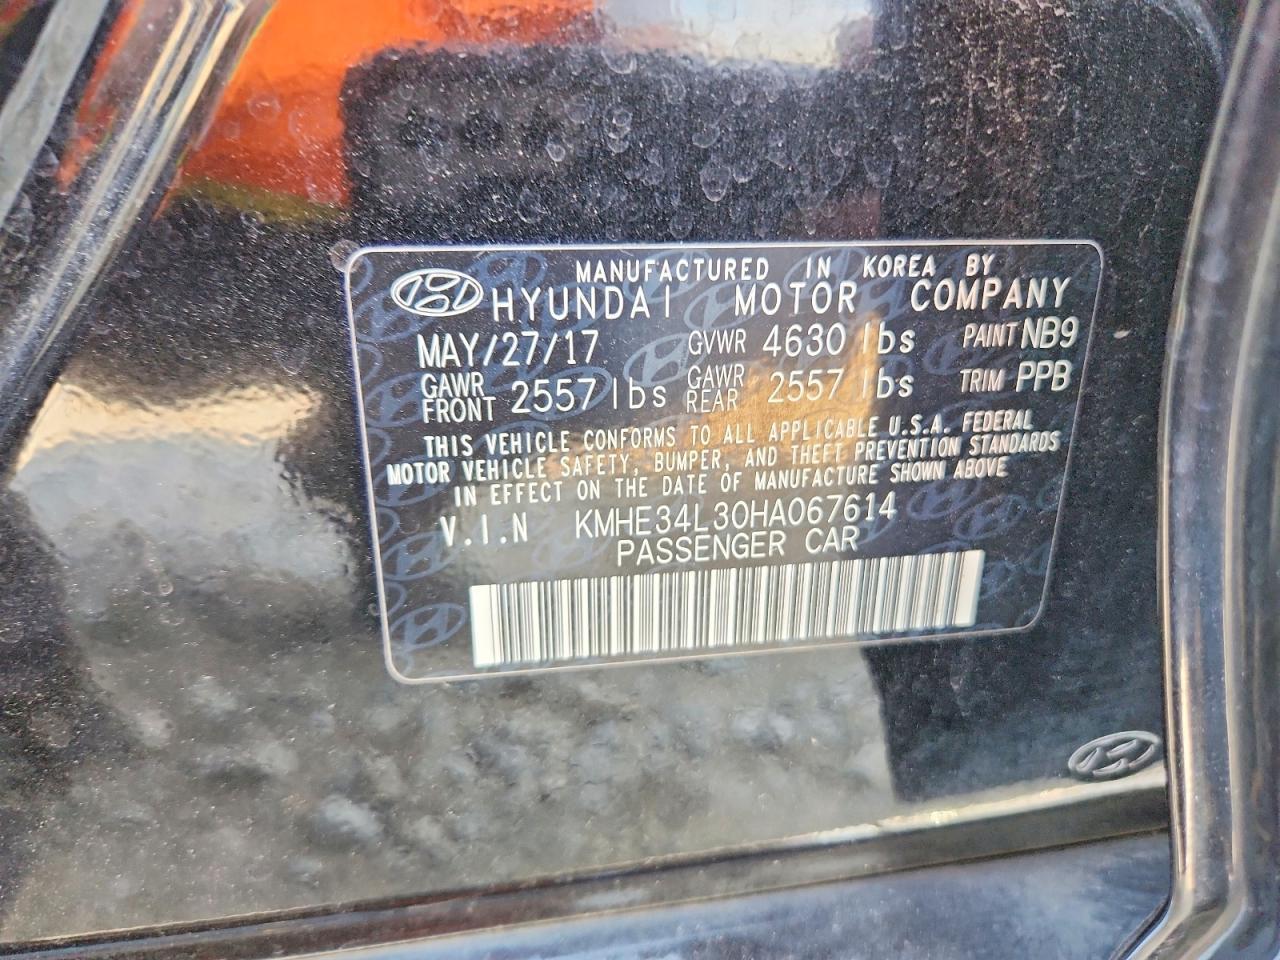 MANUFACTURED IN KOREA BY
HYUNDAI MOTOR COMPANY
MAY/27/17 GVWR 4630 lbs PAINT NB9
GAWR FRONT 2557 lbs GAWR REAR 2557 lbs TRIM PPB
THIS VEHICLE CONFORMS TO ALL APPLICABLE U.S.A. FEDERAL
MOTOR VEHICLE SAFETY, BUMPER, AND THEFT PREVENTION STANDARDS
IN EFFECT ON THE DATE OF MANUFACTURE SHOWN ABOVE
V.I.N KMHE34L30HA067614
PASSENGER CAR